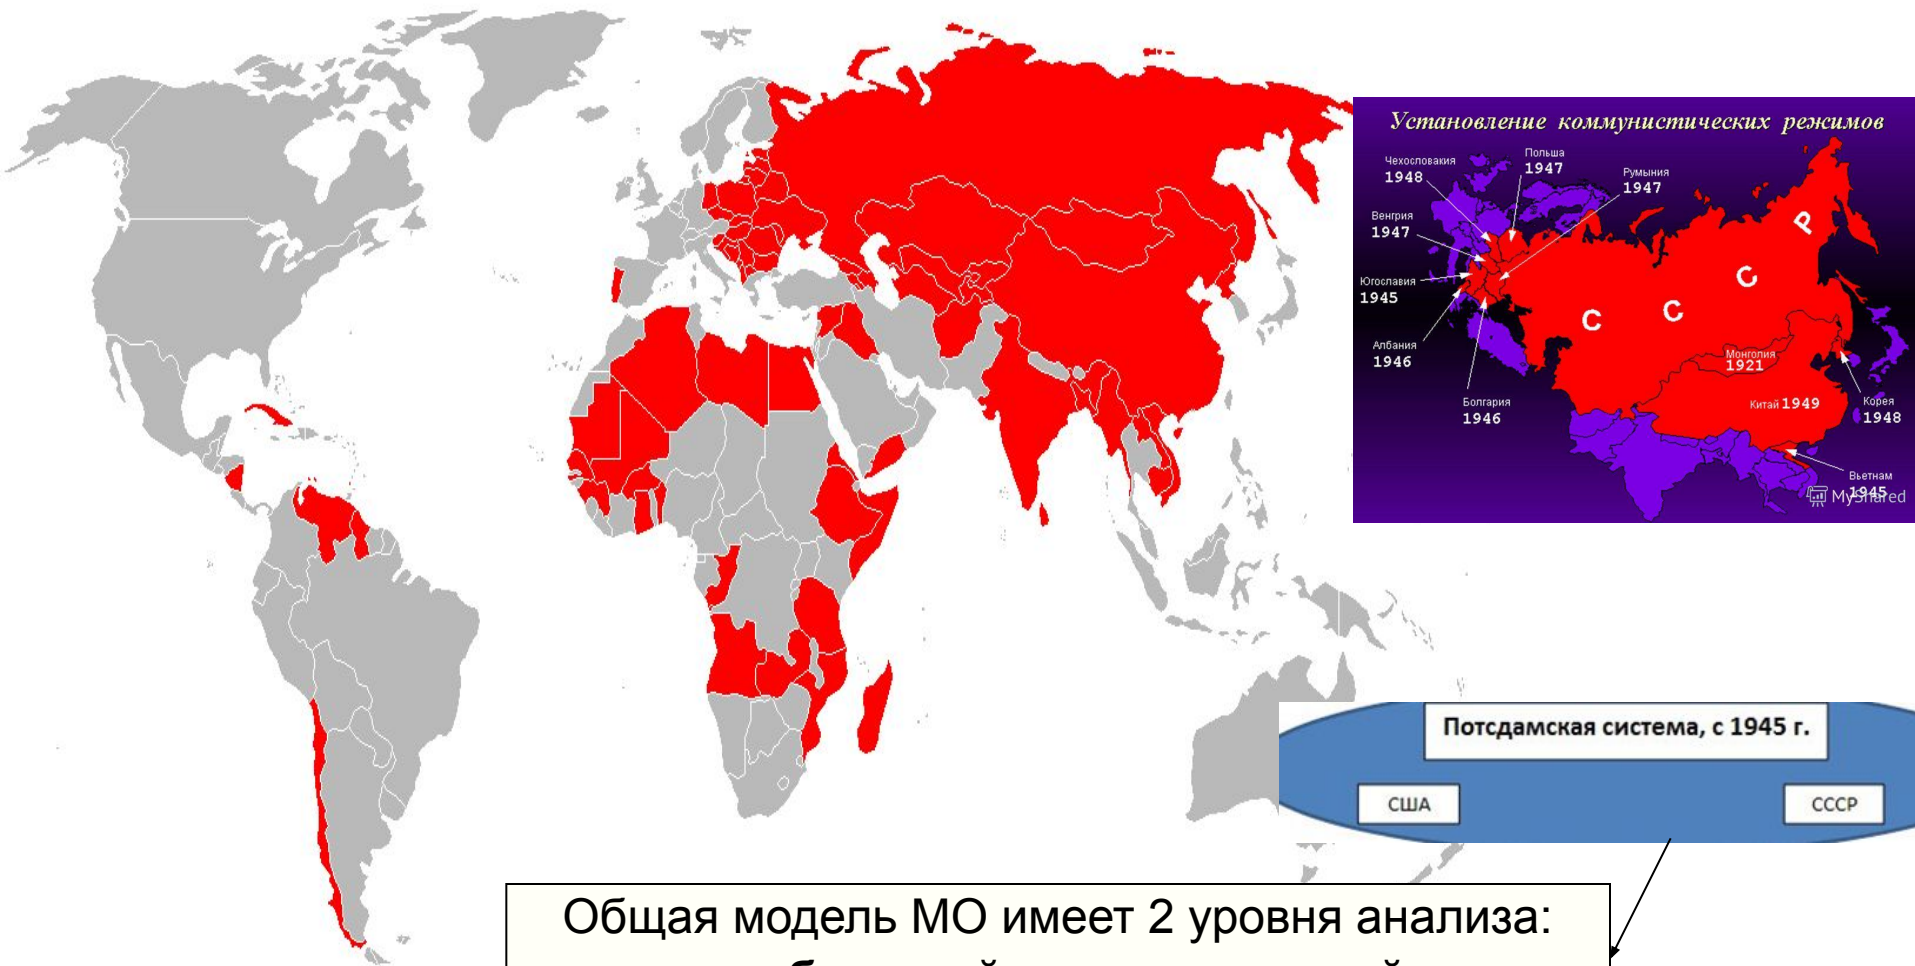 Установление коммунистических режимов
Чехословакия
1948
Польша
1947
Румыния
1947
Венгрия
1947
Югославия
1945
Албания
1946
Болгария
1946
С С С Р
Монголия
1921
Китай 1949
Корея
1948
Вьетнам
1945
MyShared
Потсдамская система, с 1945 г.
США
СССР
Общая модель МО имеет 2 уровня анализа: